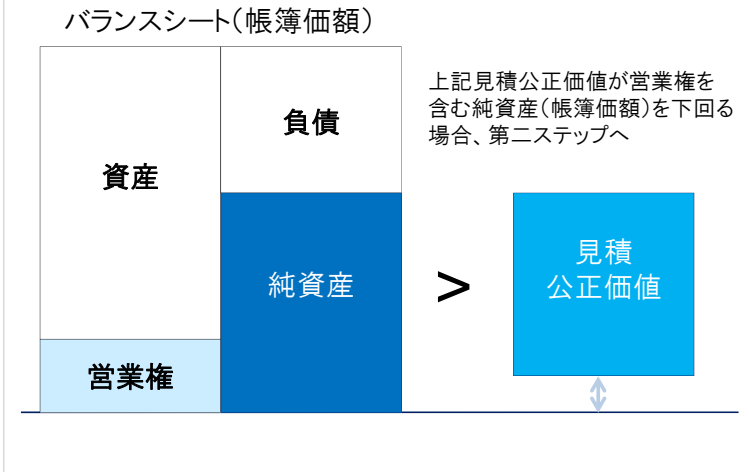 バランスシート（帳簿価額）
上記見積公正価値が営業権を
含む純資産（帳簿価額）を下回る
場合、第二ステップへ
負債
資産
純資産
>
見積
公正価値
営業権